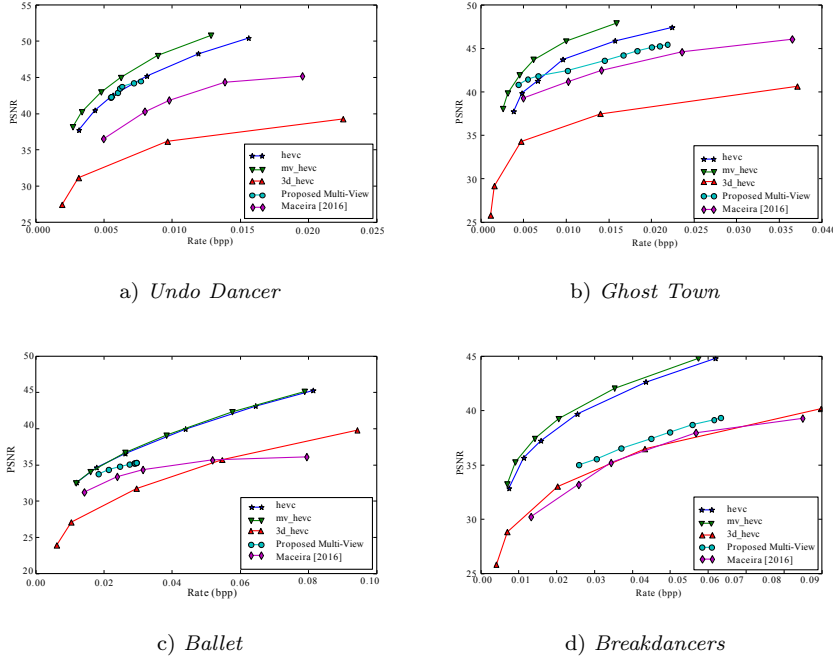 50
45
40
35
30
25
PSNR
0.000
0.005
0.010
0.015
0.020
0.025
Rate (bpp)
hevc
mv_hevc
3d_hevc
Proposed Multi-View
Maceira [2016]
a) Undo Dancer
50
45
40
35
30
25
PSNR
0.000
0.005
0.010
0.015
0.020
0.025
0.030
0.035
0.040
Rate (bpp)
hevc
mv_hevc
3d_hevc
Proposed Multi-View
Maceira [2016]
b) Ghost Town
50
45
40
35
30
25
20
PSNR
0.00
0.02
0.04
0.06
0.08
0.10
Rate (bpp)
hevc
mv_hevc
3d_hevc
Proposed Multi-View
Maceira [2016]
c) Ballet
45
40
35
30
25
PSNR
0.00
0.01
0.02
0.03
0.04
0.05
0.06
0.07
0.08
0.09
Rate (bpp)
hevc
mv_hevc
3d_hevc
Proposed Multi-View
Maceira [2016]
d) Breakdancers